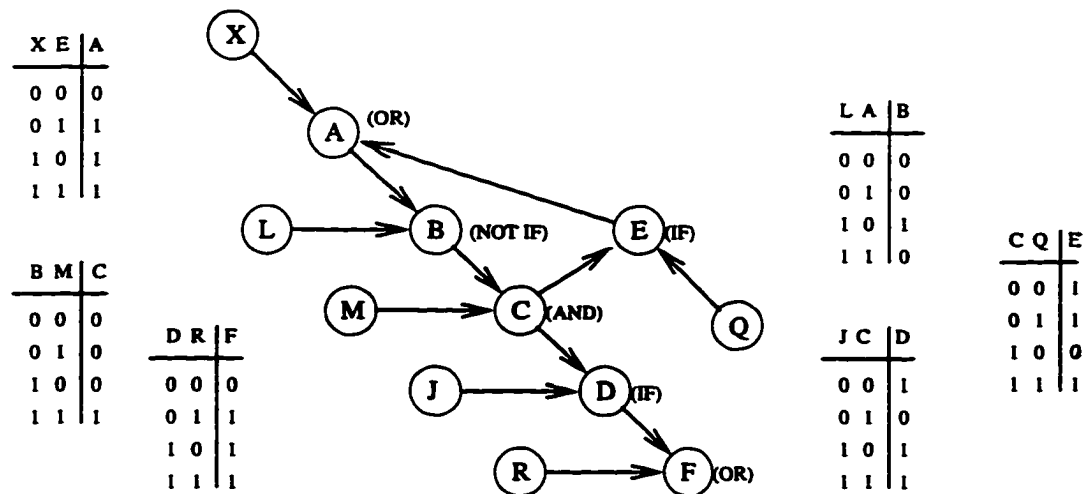 X E A
0 0 0
0 1 1
1 0 1
1 1 1
X
A (OR)
L
B (NOT IF)
E (IF)
M
C (AND)
Q
J
D (IF)
R
F (OR)
L A B
0 0 0
0 1 0
1 0 1
1 1 0
C Q E
0 0 1
0 1 1
1 0 0
1 1 1
B M C
0 0 0
0 1 0
1 0 0
1 1 1
D R F
0 0 0
0 1 1
1 0 1
1 1 1
J C D
0 0 1
0 1 0
1 0 1
1 1 1